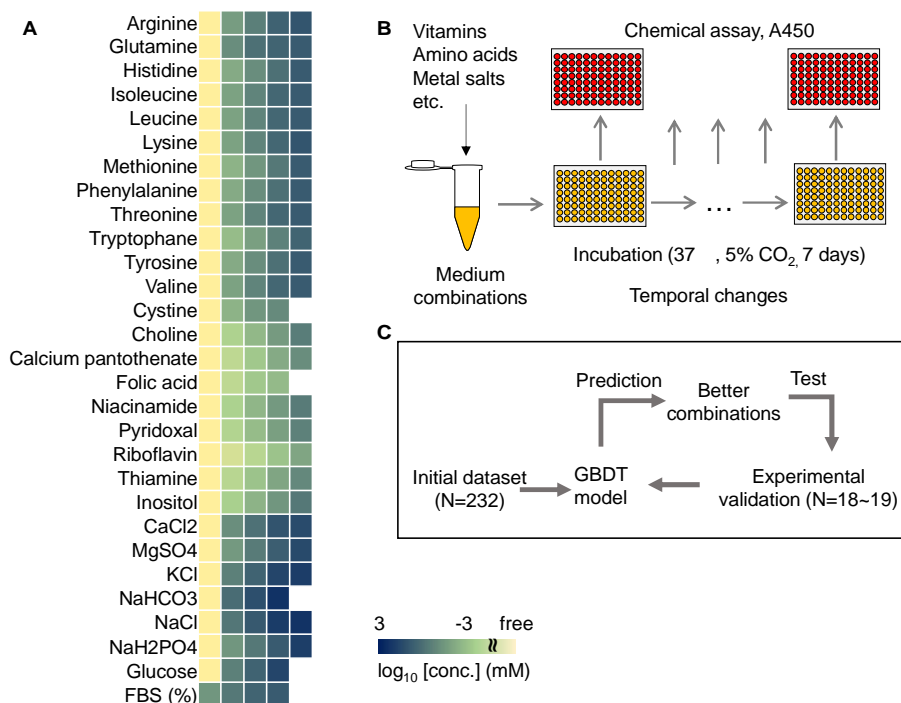 A
Arginine
Glutamine
Histidine
Isoleucine
Leucine
Lysine
Methionine
Phenylalanine
Threonine
Tryptophane
Tyrosine
Valine
Cystine
Choline
Calcium pantothenate
Folic acid
Niacinamide
Pyridoxal
Riboflavin
Thiamine
Inositol
CaCl2
MgSO4
KCl
NaHCO3
NaCl
NaH2PO4
Glucose
FBS (%)
3 -3 free
log₁₀ [conc.] (mM)
B
Vitamins
Amino acids
Metal salts
etc.
Chemical assay, A450
...
Medium
combinations
Incubation (37 , 5% CO₂, 7 days)
Temporal changes
C
Prediction
Better
combinations
Test
Initial dataset
(N=232)
GBDT
model
Experimental
validation (N=18~19)